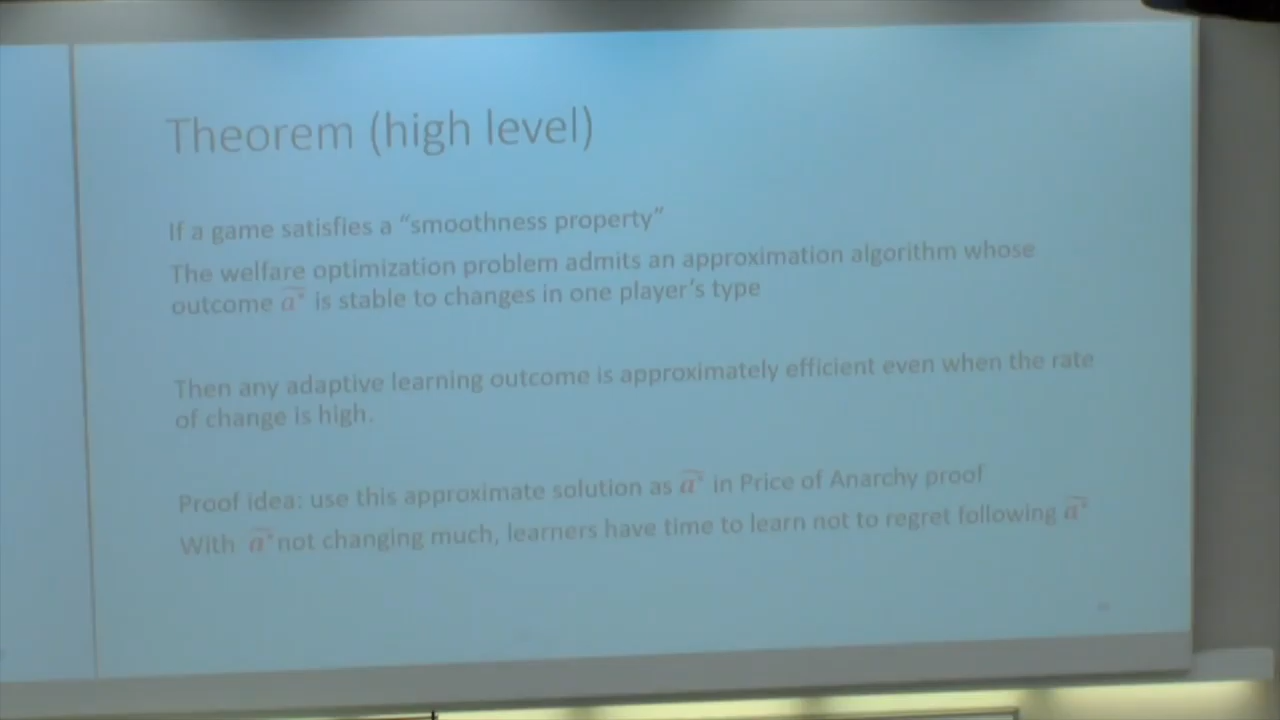 Theorem (high level)
If a game satisfies a “smoothness property”
The welfare optimization problem admits an approximation algorithm whose
outcome ã* is stable to changes in one player’s type
Then any adaptive learning outcome is approximately efficient even when the rate
of change is high.
Proof idea: use this approximate solution as ã* in Price of Anarchy proof
With ã* not changing much, learners have time to learn not to regret following ã*